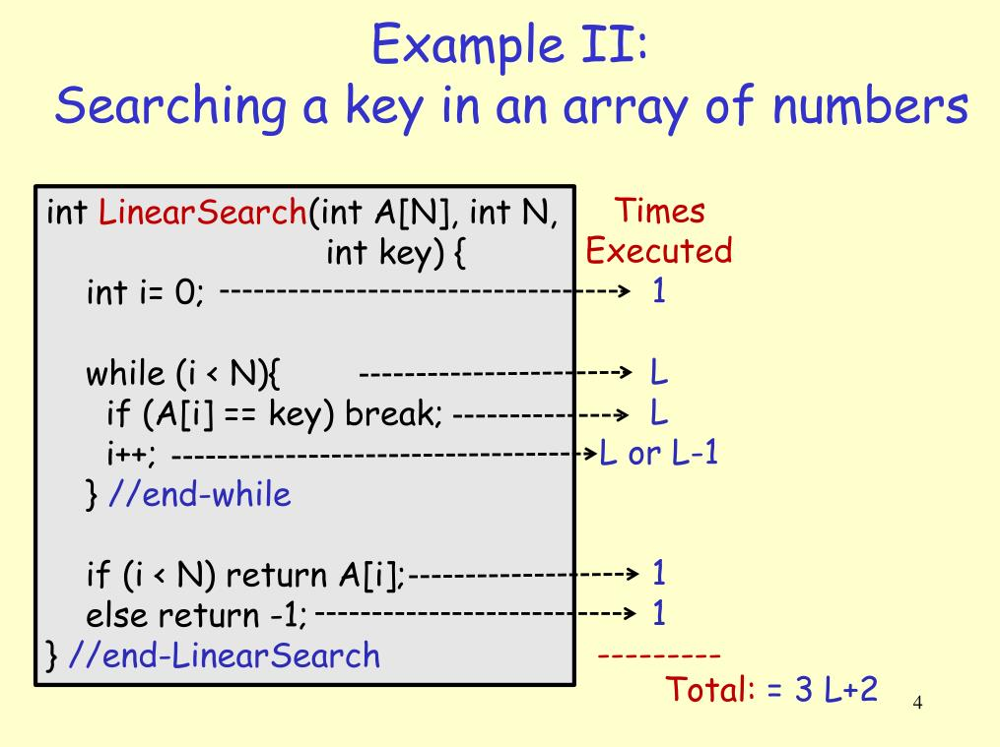 Example II:
Searching a key in an array of numbers
int LinearSearch(int A[N], int N,
int key) {
Times
Executed
int i= 0; ------------------------------------> 1
while (i < N){ ------------------------> L
if (A[i] == key) break; ----------------> L
i++; --------------------------------------> L or L-1
} //end-while
if (i < N) return A[i]; --------------------> 1
else return -1; ----------------------------> 1
} //end-LinearSearch
---------
Total: = 3 L+2
4